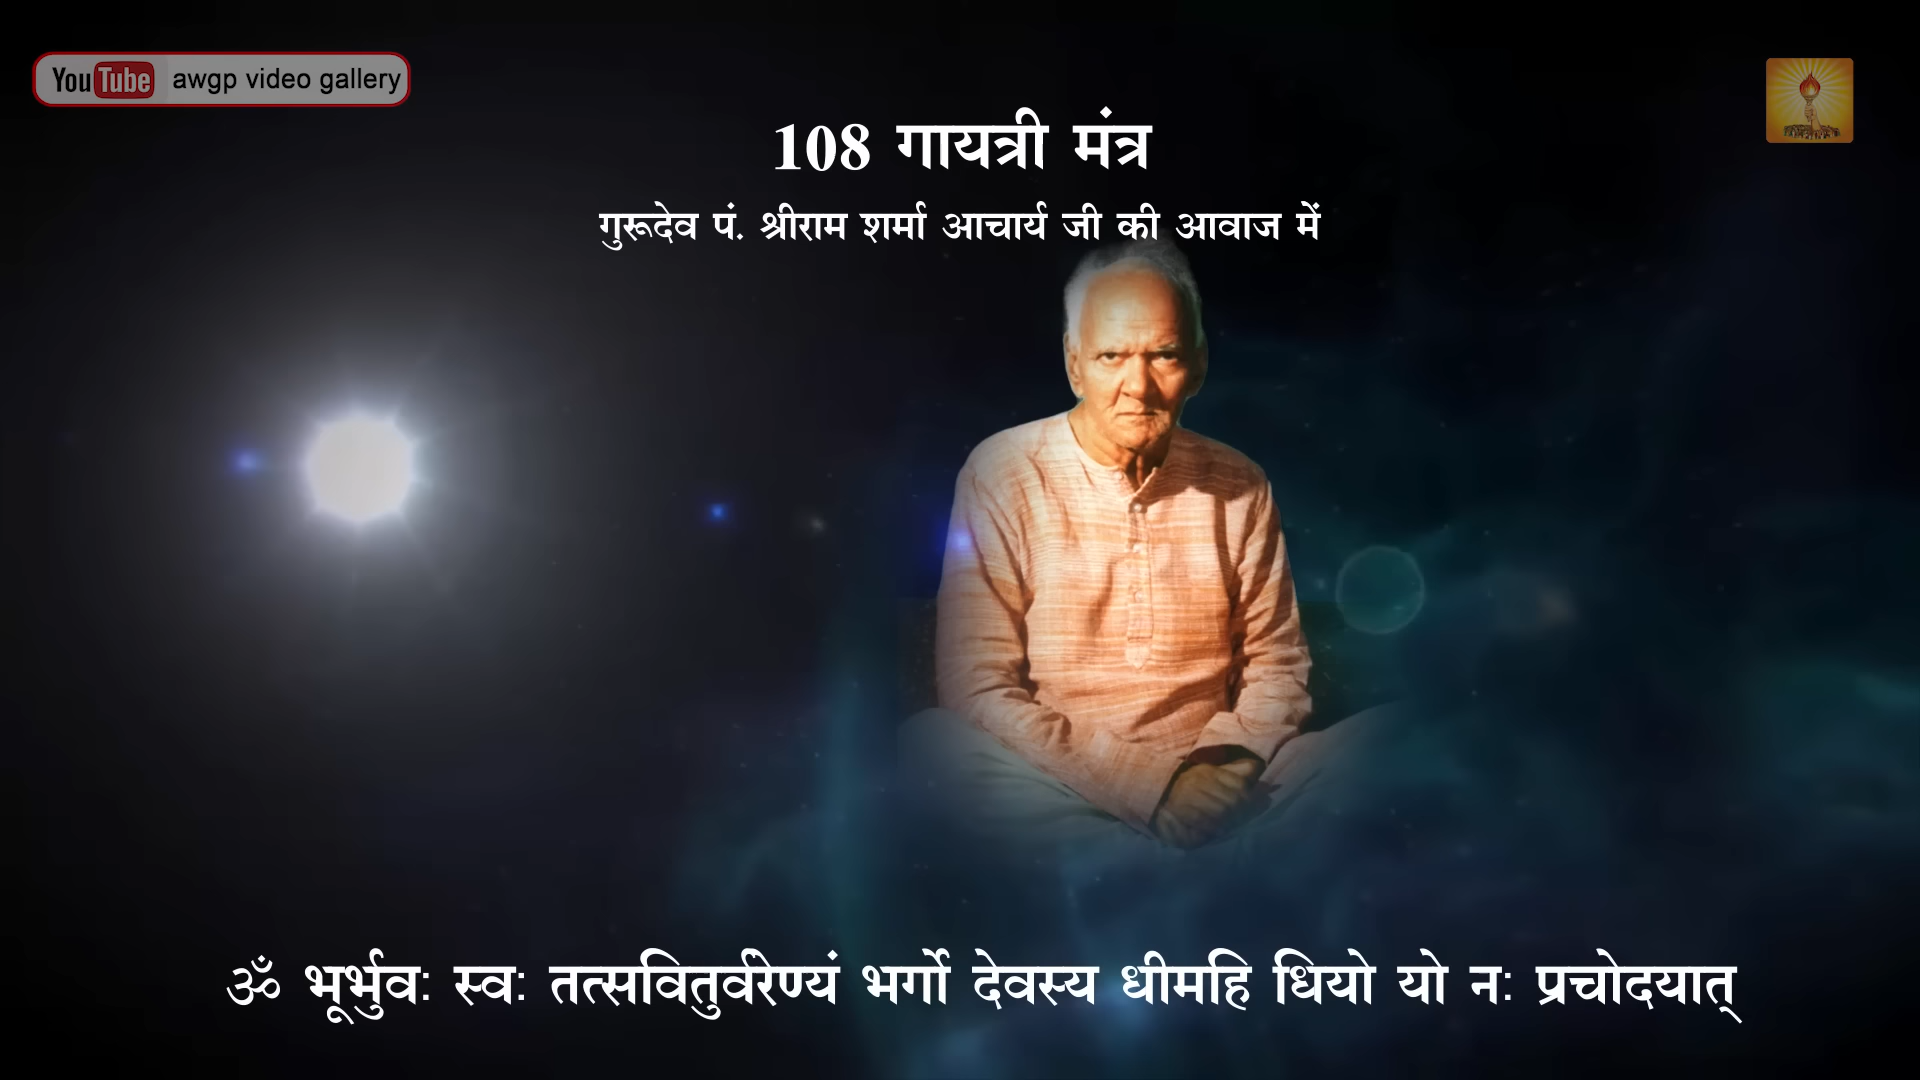 YouTube awgp video gallery
108 गायत्री मंत्र
गुरूदेव पं. श्रीराम शर्मा आचार्य जी की आवाज में
ॐ भूर्भुवः स्वः तत्सवितुर्वरेण्यं भर्गो देवस्य धीमहि धियो यो नः प्रचोदयात्